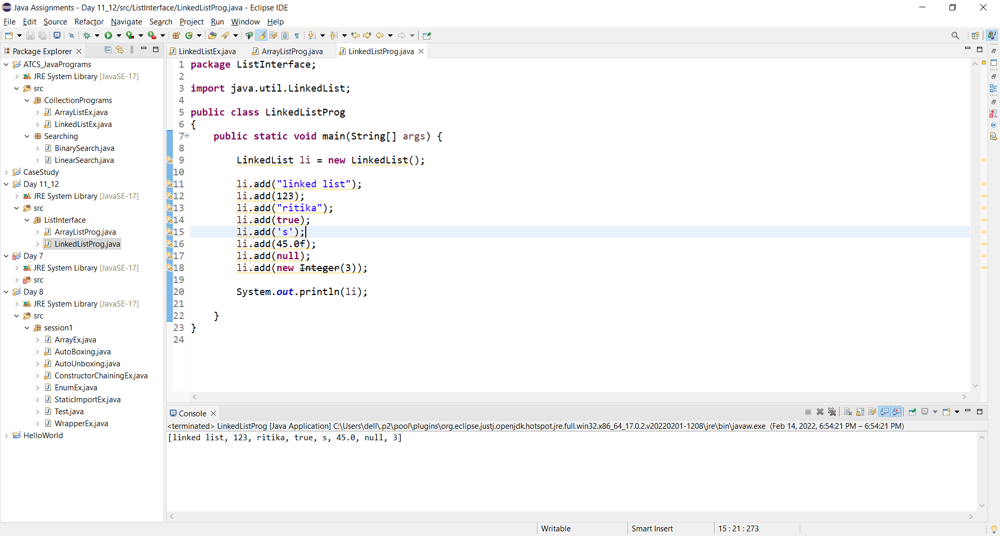 Java Assignments - Day 11_12/src/ListInterface/LinkedListProg.java - Eclipse IDE
File Edit Source Refactor Navigate Search Project Run Window Help
Package Explorer
ATCS_JavaPrograms
JRE System Library [JavaSE-17]
src
CollectionPrograms
ArrayListEx.java
LinkedListEx.java
Searching
BinarySearch.java
LinearSearch.java
CaseStudy
Day 11_12
JRE System Library [JavaSE-17]
src
ListInterface
ArrayListProg.java
LinkedListProg.java
Day 7
JRE System Library [JavaSE-17]
src
Day 8
JRE System Library [JavaSE-17]
src
session1
ArrayEx.java
AutoBoxing.java
AutoUnboxing.java
ConstructorChainingEx.java
EnumEx.java
StaticImportEx.java
Test.java
WrapperEx.java
HelloWorld
LinkedListEx.java ArrayListProg.java LinkedListProg.java
1 package ListInterface;
2
3 import java.util.LinkedList;
4
5 public class LinkedListProg
6 {
7 public static void main(String[] args) {
8
9 LinkedList li = new LinkedList();
10
11 li.add("linked list");
12 li.add(123);
13 li.add("ritika");
14 li.add(true);
15 li.add('s');
16 li.add(45.0f);
17 li.add(null);
18 li.add(new Integer(3));
19
20 System.out.println(li);
21
22 }
23 }
24
Console
<terminated> LinkedListProg [Java Application] C:\Users\dell\.p2\pool\plugins\org.eclipse.justj.openjdk.hotspot.jre.full.win32.x86_64_17.0.2.v20220201-1208\jre\bin\javaw.exe (Feb 14, 2022, 6:54:21 PM – 6:54:21 PM)
[linked list, 123, ritika, true, s, 45.0, null, 3]
Writable Smart Insert 15 : 21 : 273